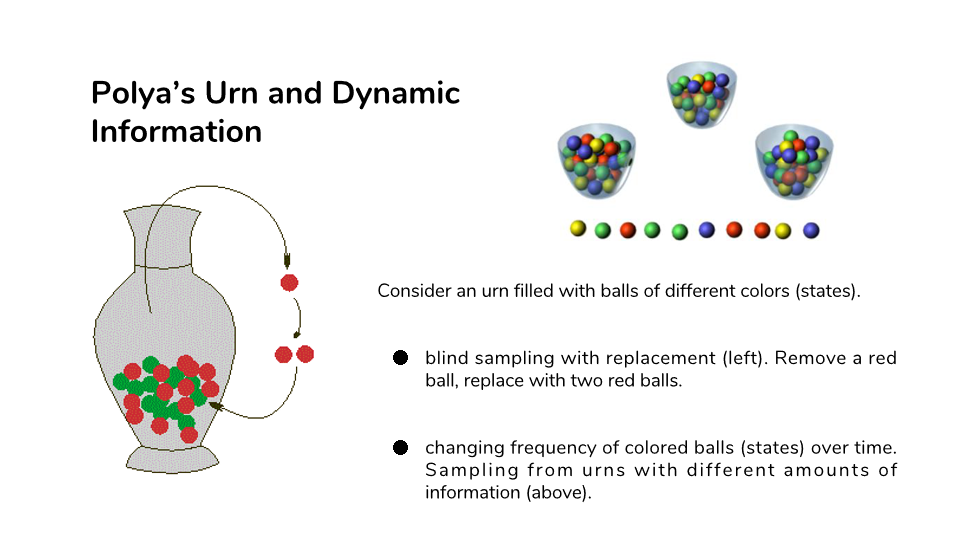 Polya’s Urn and Dynamic
Information
Consider an urn filled with balls of different colors (states).
● blind sampling with replacement (left). Remove a red
ball, replace with two red balls.
● changing frequency of colored balls (states) over time.
Sampling from urns with different amounts of
information (above).